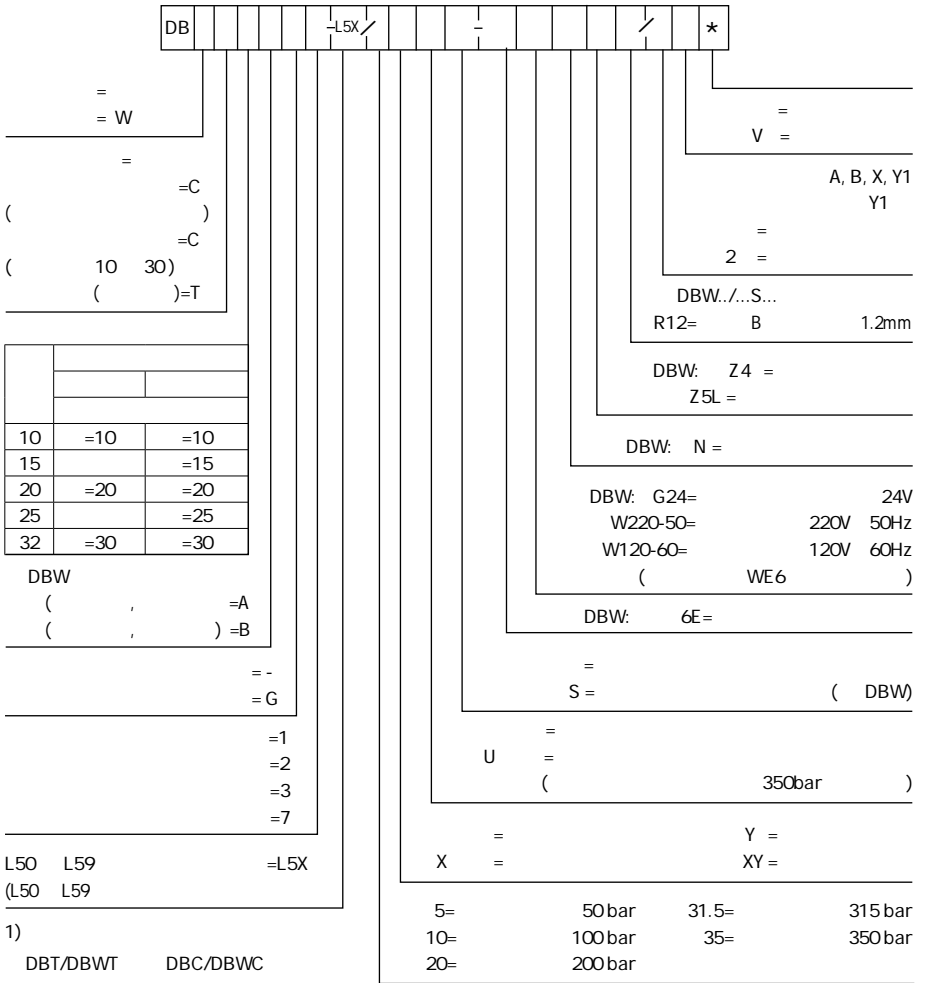 DB –L5X/ – / *
=
= W
=
=C
( )
=C
( 10 30)
( )=T
10 =10 =10
15 =15
20 =20 =20
25 =25
32 =30 =30
DBW
( , =A
( , ) =B
= -
= G
=1
=2
=3
=7
L50 L59 =L5X
(L50 L59
1)
DBT/DBWT DBC/DBWC
=
V =
A, B, X, Y1
Y1
=
2 =
DBW../...S...
R12= B 1.2mm
DBW: Z4 =
Z5L =
DBW: N =
DBW: G24= 24V
W220-50= 220V 50Hz
W120-60= 120V 60Hz
( WE6 )
DBW: 6E=
=
S = ( DBW)
=
U =
( 350bar )
= Y =
X = XY =
5= 50 bar 31.5= 315 bar
10= 100 bar 35= 350 bar
20= 200 bar